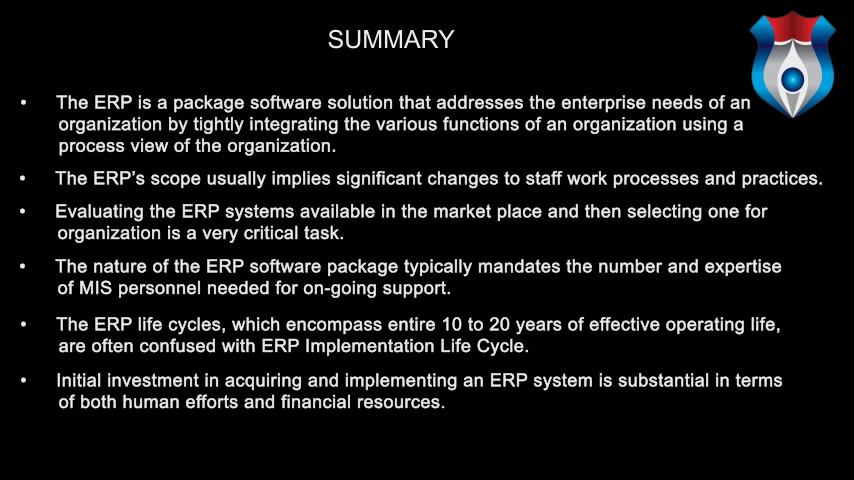 SUMMARY
• The ERP is a package software solution that addresses the enterprise needs of an
organization by tightly integrating the various functions of an organization using a
process view of the organization.
• The ERP’s scope usually implies significant changes to staff work processes and practices.
• Evaluating the ERP systems available in the market place and then selecting one for
organization is a very critical task.
• The nature of the ERP software package typically mandates the number and expertise
of MIS personnel needed for on-going support.
• The ERP life cycles, which encompass entire 10 to 20 years of effective operating life,
are often confused with ERP Implementation Life Cycle.
• Initial investment in acquiring and implementing an ERP system is substantial in terms
of both human efforts and financial resources.